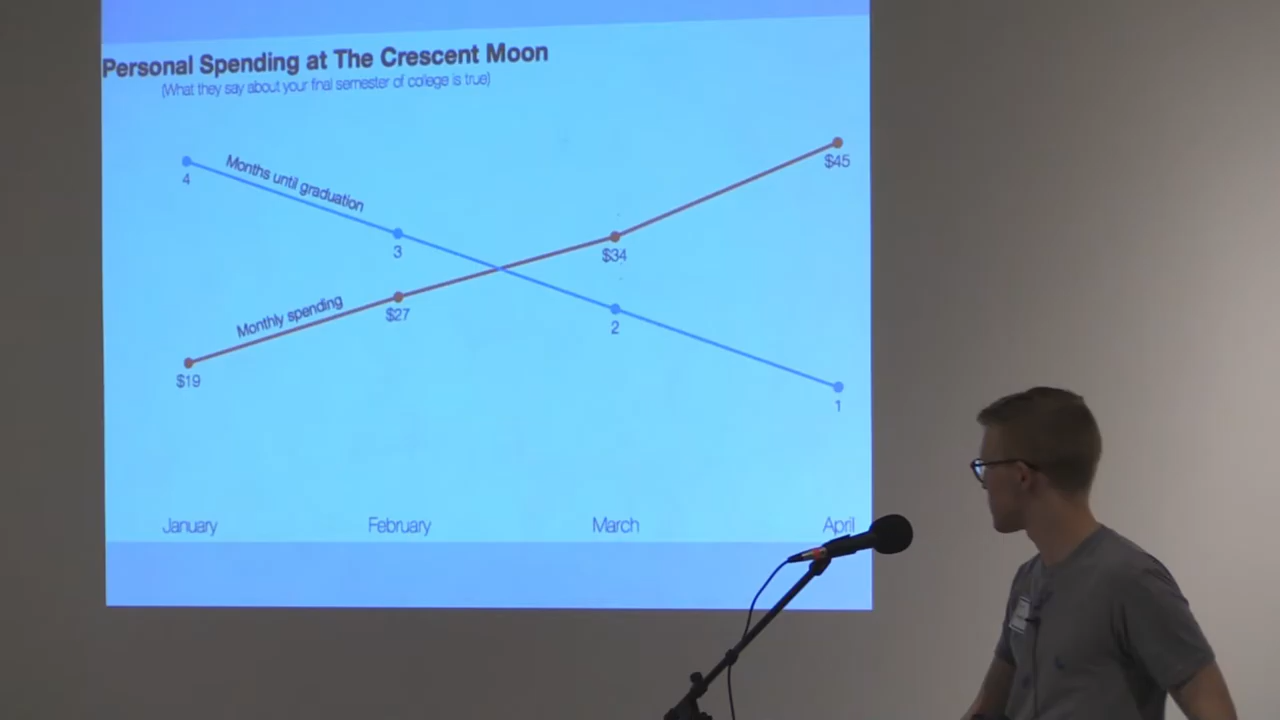 Personal Spending at The Crescent Moon
(What they say about your final semester of college is true)
Months until graduation
4
3
2
1
Monthly spending
$19
$27
$34
$45
January
February
March
April